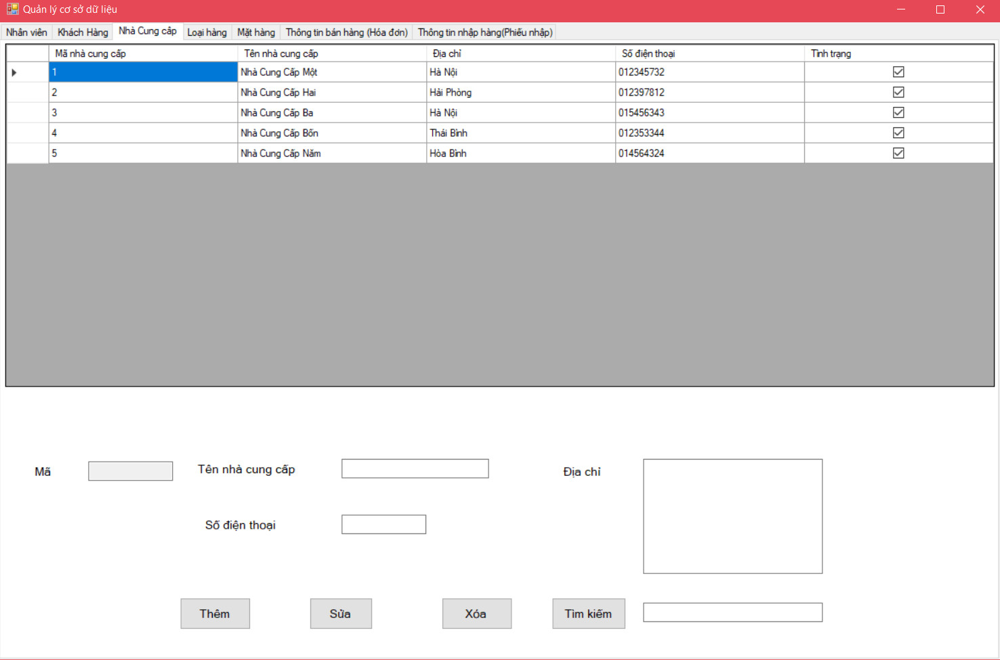 Quản lý cơ sở dữ liệu
Nhân viên Khách Hàng Nhà Cung cấp Loại hàng Mặt hàng Thông tin bán hàng (Hóa đơn) Thông tin nhập hàng(Phiếu nhập)
Mã nhà cung cấp Tên nhà cung cấp Địa chỉ Số điện thoại Tình trạng
1 Nhà Cung Cấp Một Hà Nội 012345732
2 Nhà Cung Cấp Hai Hải Phòng 012397812
3 Nhà Cung Cấp Ba Hà Nội 015456343
4 Nhà Cung Cấp Bốn Thái Bình 012353344
5 Nhà Cung Cấp Năm Hòa Bình 014564324
Mã Tên nhà cung cấp Địa chỉ
Số điện thoại
Thêm Sửa Xóa Tìm kiếm